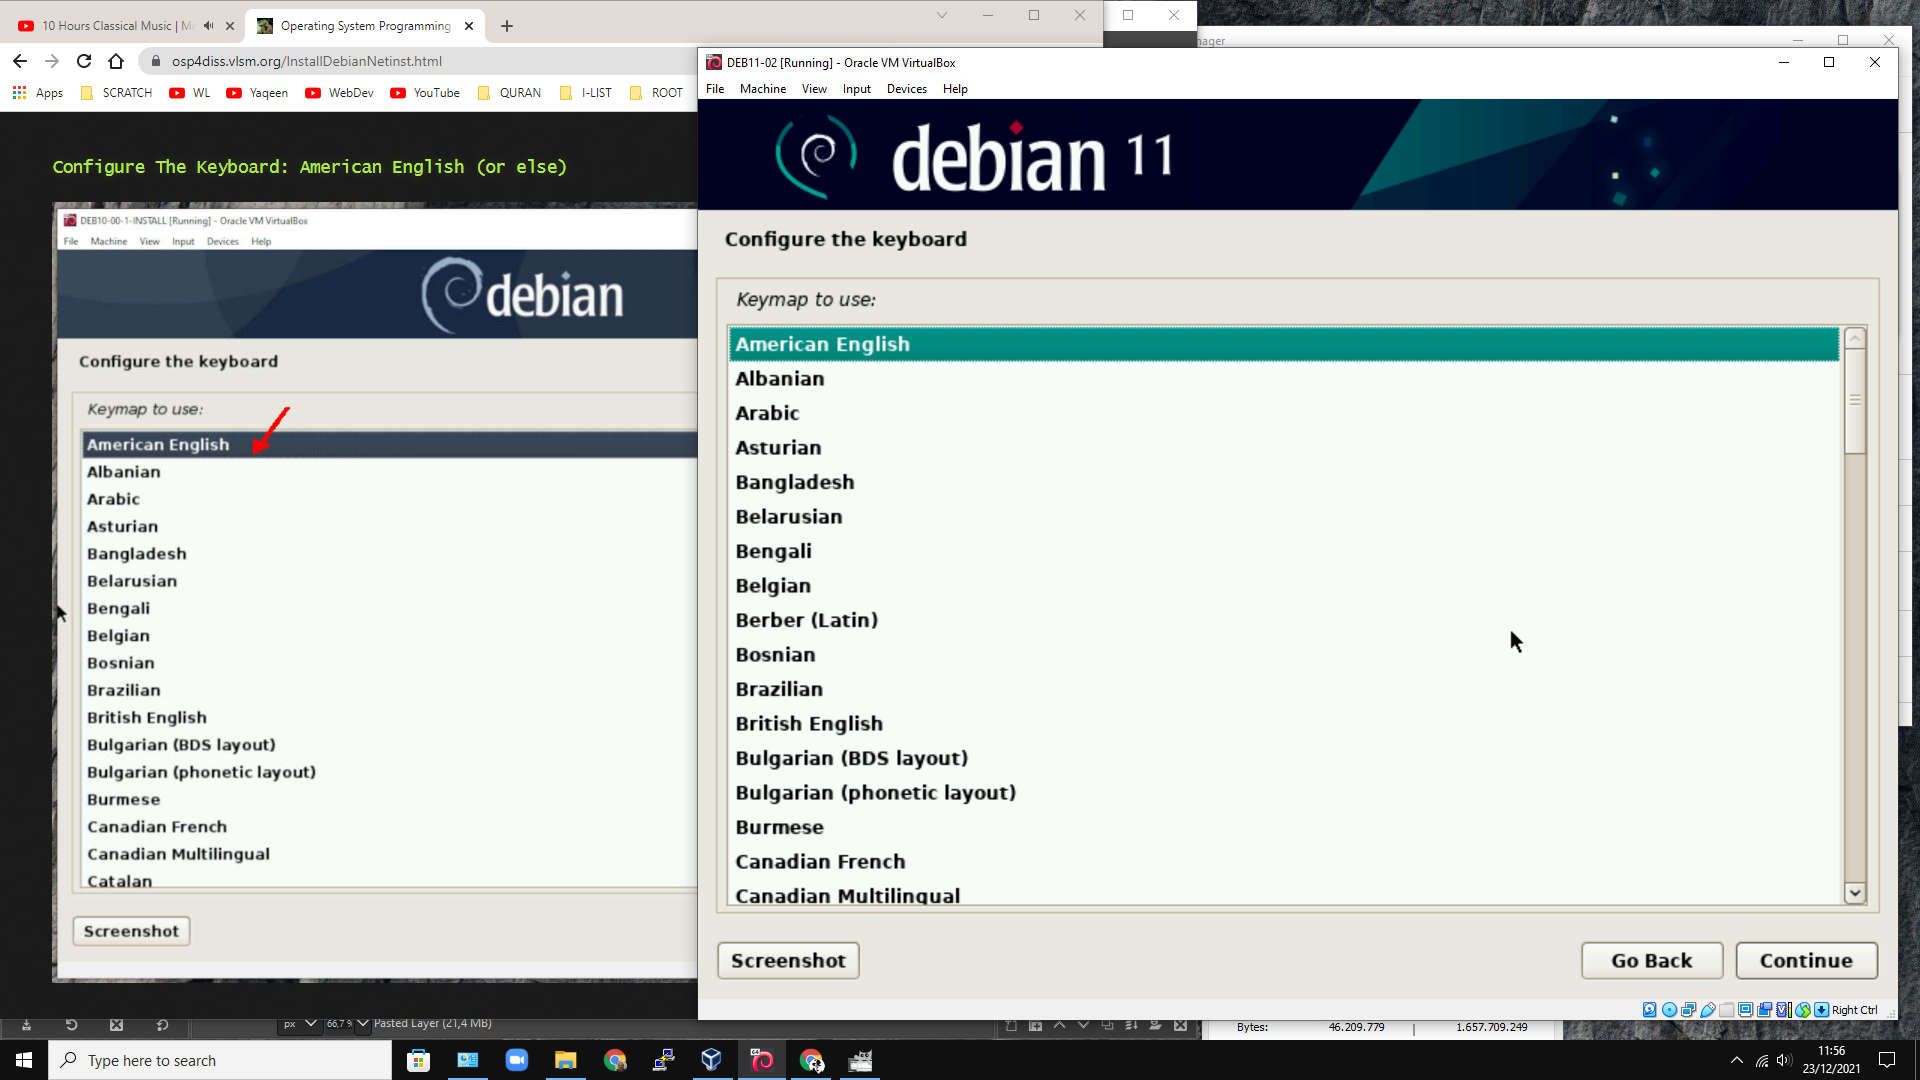 10 Hours Classical Music | M
Operating System Programming
osp4diss.vlsm.org/InstallDebianNetinst.html
Apps
SCRATCH
WL
Yaqeen
WebDev
YouTube
QURAN
I-LIST
ROOT
Configure The Keyboard: American English (or else)
DEB10-00-1-INSTALL [Running] - Oracle VM VirtualBox
File Machine View Input Devices Help
debian
Configure the keyboard
Keymap to use:
American English
Albanian
Arabic
Asturian
Bangladesh
Belarusian
Bengali
Belgian
Bosnian
Brazilian
British English
Bulgarian (BDS layout)
Bulgarian (phonetic layout)
Burmese
Canadian French
Canadian Multilingual
Catalan
Screenshot
px
66,7
Pasted Layer (21,4 MB)
nager
DEB11-02 [Running] - Oracle VM VirtualBox
File Machine View Input Devices Help
debian 11
Configure the keyboard
Keymap to use:
American English
Albanian
Arabic
Asturian
Bangladesh
Belarusian
Bengali
Belgian
Berber (Latin)
Bosnian
Brazilian
British English
Bulgarian (BDS layout)
Bulgarian (phonetic layout)
Burmese
Canadian French
Canadian Multilingual
Screenshot
Go Back
Continue
Right Ctrl
Bytes: 46.209.779 | 1.657.709.249
Type here to search
11:56
23/12/2021